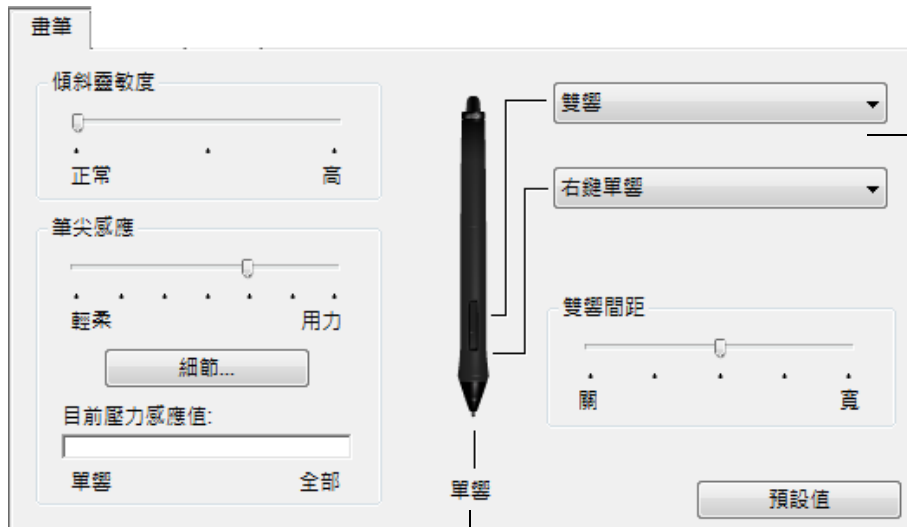 畫筆
傾斜靈敏度
正常 高
筆尖感應
輕柔 用力
細節...
目前壓力感應值:
單響 全部
雙響
右鍵單響
單響
雙響間距
關 寬
預設值